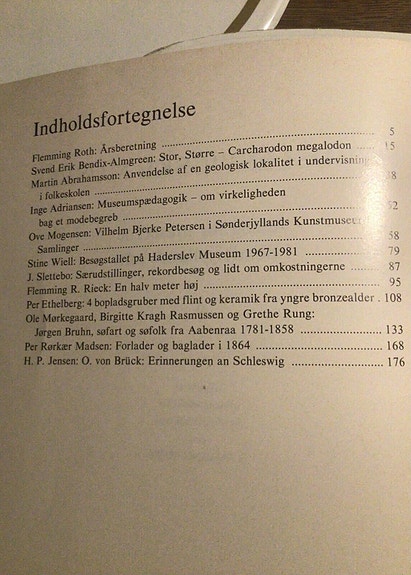 Indholdsfortegnelse
Flemming Roth: Årsberetning ........ 5
Svend Erik Bendix-Almgreen: Stor, Større – Carcharodon megalodon ........ 15
Martin Abrahamsson: Anvendelse af en geologisk lokalitet i undervisning
i folkeskolen ........ 38
Inge Adriansen: Museumspædagogik – om virkeligheden
bag et modebegreb ........ 52
Ove Mogensen: Vilhelm Bjerke Petersen i Sønderjyllands Kunstmuseums
Samlinger ........ 58
Stine Wiell: Besøgstallet på Haderslev Museum 1967-1981 ........ 79
J. Slettebo: Særudstillinger, rekordbesøg og lidt om omkostningerne ........ 87
Flemming R. Rieck: En halv meter høj ........ 95
Per Ethelberg: 4 bopladsgruber med flint og keramik fra yngre bronzealder . 108
Ole Mørkegaard, Birgitte Kragh Rasmussen og Grethe Rung:
Jørgen Bruhn, søfart og søfolk fra Aabenraa 1781-1858 ........ 133
Per Rørkær Madsen: Forlader og baglader i 1864 ........ 168
H. P. Jensen: O. von Brück: Erinnerungen an Schleswig ........ 176